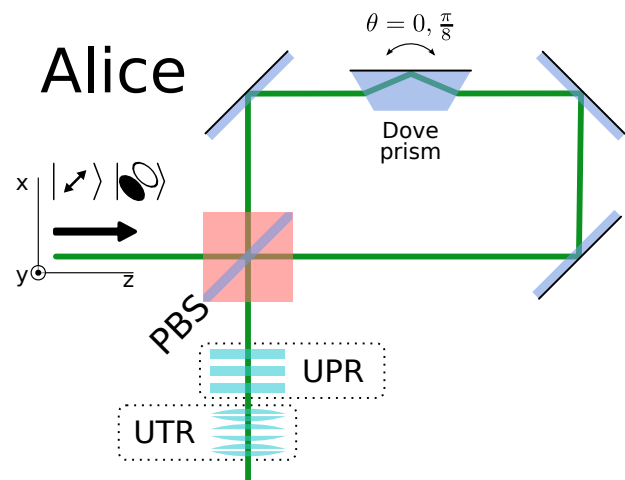 θ = 0, π/8
Alice
Dove
prism
x
| ⟩ | ⟩
y
z
PBS
UPR
UTR